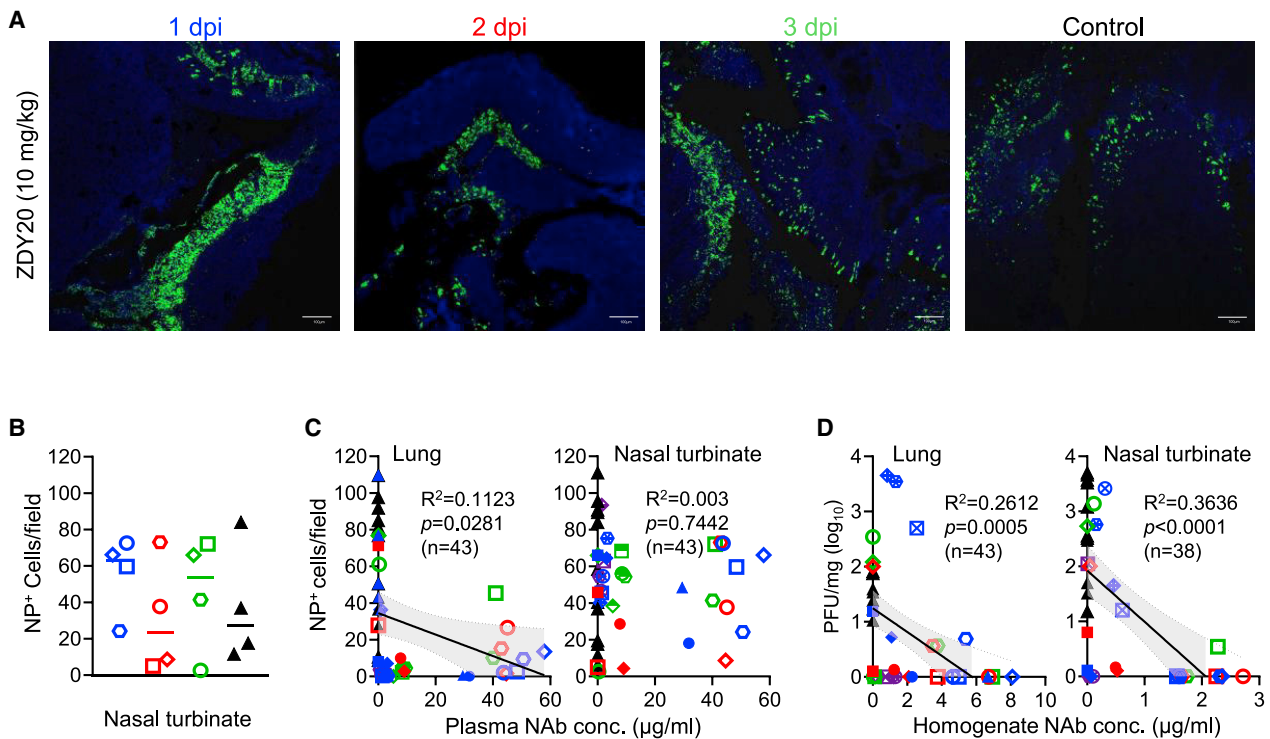 A
1 dpi
2 dpi
3 dpi
Control
ZDY20 (10 mg/kg)
100μm
100μm
100μm
100μm
B
NP+ Cells/field
120
100
80
60
40
20
0
Nasal turbinate
C
NP+ cells/field
120
100
80
60
40
20
0
Lung
R²=0.1123
p=0.0281
(n=43)
0 20 40 60
120
100
80
60
40
20
0
Nasal turbinate
R²=0.003
p=0.7442
(n=43)
0 20 40 60
Plasma NAb conc. (μg/ml)
D
PFU/mg (log₁₀)
4
3
2
1
0
Lung
R²=0.2612
p=0.0005
(n=43)
0 2 4 6 8 10
4
3
2
1
0
Nasal turbinate
R²=0.3636
p<0.0001
(n=38)
0 1 2 3
Homogenate NAb conc. (μg/ml)